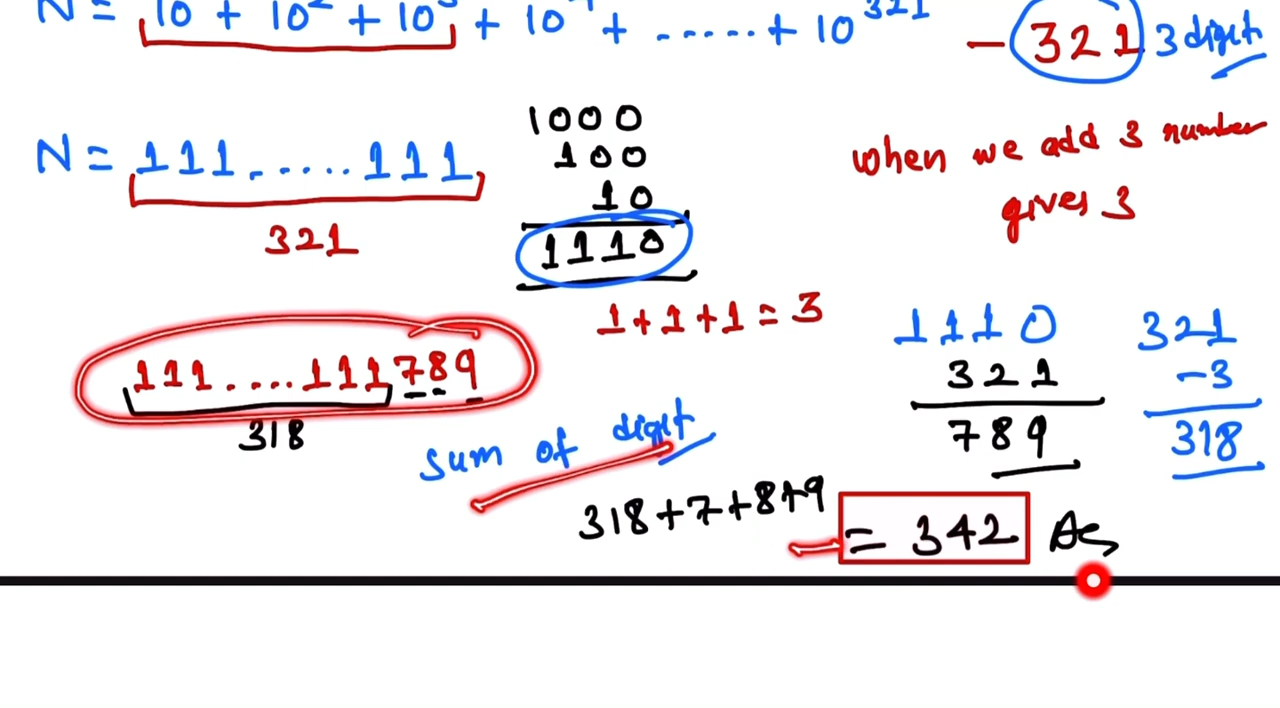 N = 10 + 10² + 10³ + 10⁴ + ...... + 10³²¹ - 321 3 digit
N = 111......111
321
1000
100
10
1110
1+1+1 = 3
when we add 3 number
gives 3
111....111789
318
1110
321
789
321
-3
318
sum of digit
318+7+8+9
= 342